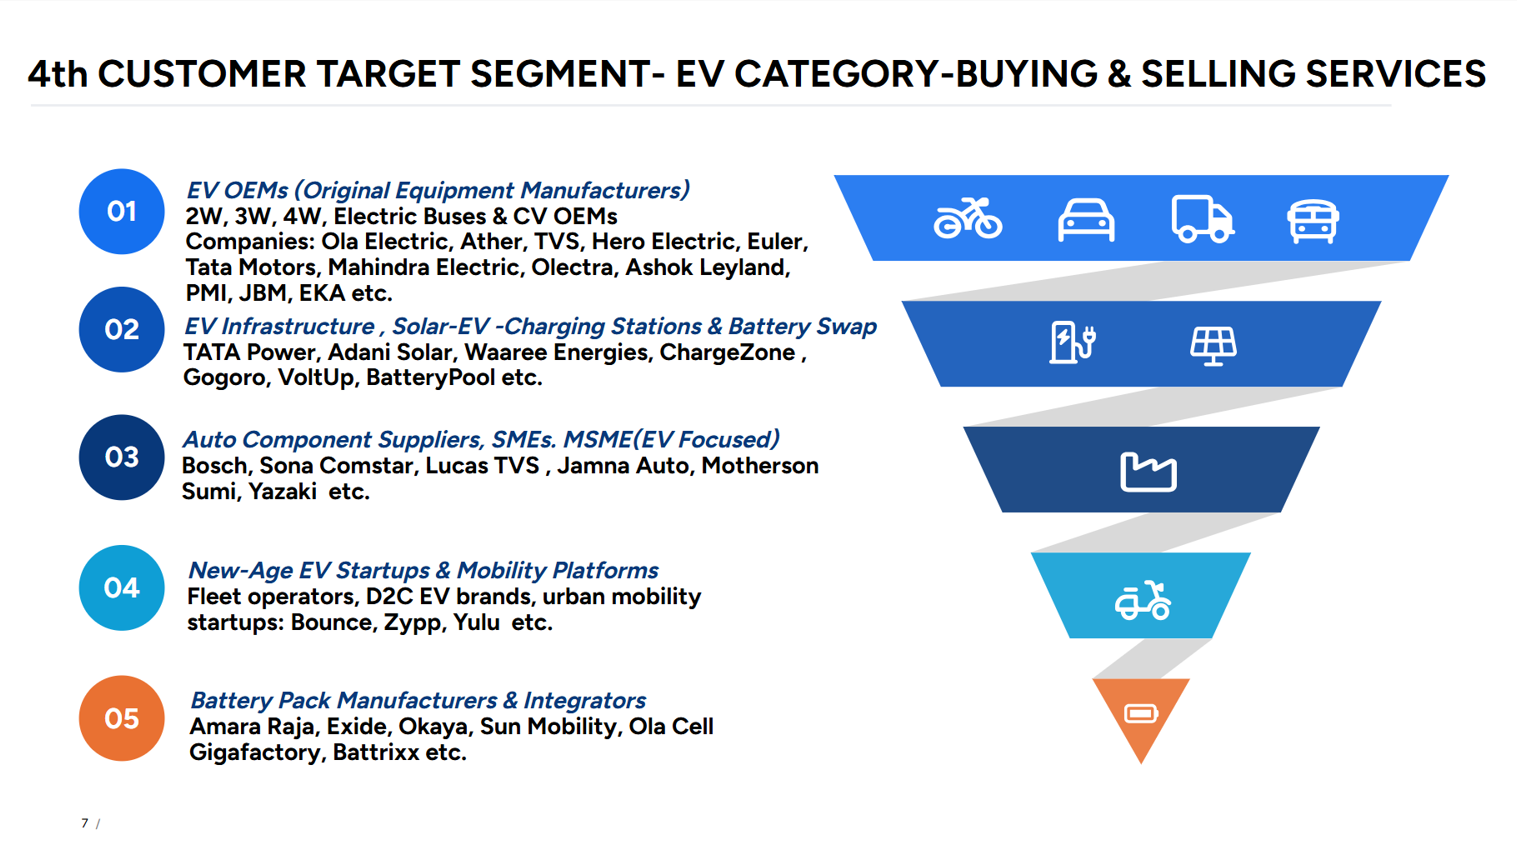 4th CUSTOMER TARGET SEGMENT- EV CATEGORY-BUYING & SELLING SERVICES
01
EV OEMs (Original Equipment Manufacturers)
2W, 3W, 4W, Electric Buses & CV OEMs
Companies: Ola Electric, Ather, TVS, Hero Electric, Euler,
Tata Motors, Mahindra Electric, Olectra, Ashok Leyland,
PMI, JBM, EKA etc.
02
EV Infrastructure , Solar-EV -Charging Stations & Battery Swap
TATA Power, Adani Solar, Waaree Energies, ChargeZone ,
Gogoro, VoltUp, BatteryPool etc.
03
Auto Component Suppliers, SMEs. MSME(EV Focused)
Bosch, Sona Comstar, Lucas TVS , Jamna Auto, Motherson
Sumi, Yazaki  etc.
04
New-Age EV Startups & Mobility Platforms
Fleet operators, D2C EV brands, urban mobility
startups: Bounce, Zypp, Yulu  etc.
05
Battery Pack Manufacturers & Integrators
Amara Raja, Exide, Okaya, Sun Mobility, Ola Cell
Gigafactory, Battrixx etc.
7 /